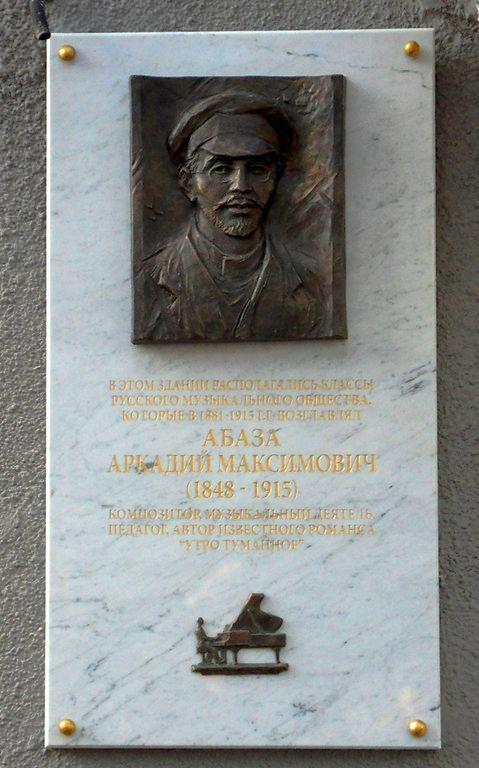 В ЭТОМ ЗДАНИИ РАСПОЛАГАЛИСЬ КЛАССЫ
РУССКОГО МУЗЫКАЛЬНОГО ОБЩЕСТВА,
КОТОРЫЕ В 1881-1915 Г.Г. ВОЗГЛАВЛЯЛ
АБАЗА
АРКАДИЙ МАКСИМОВИЧ
(1848 - 1915)
КОМПОЗИТОР, МУЗЫКАЛЬНЫЙ ДЕЯТЕЛЬ,
ПЕДАГОГ, АВТОР ИЗВЕСТНОГО РОМАНСА
"УТРО ТУМАННОЕ"